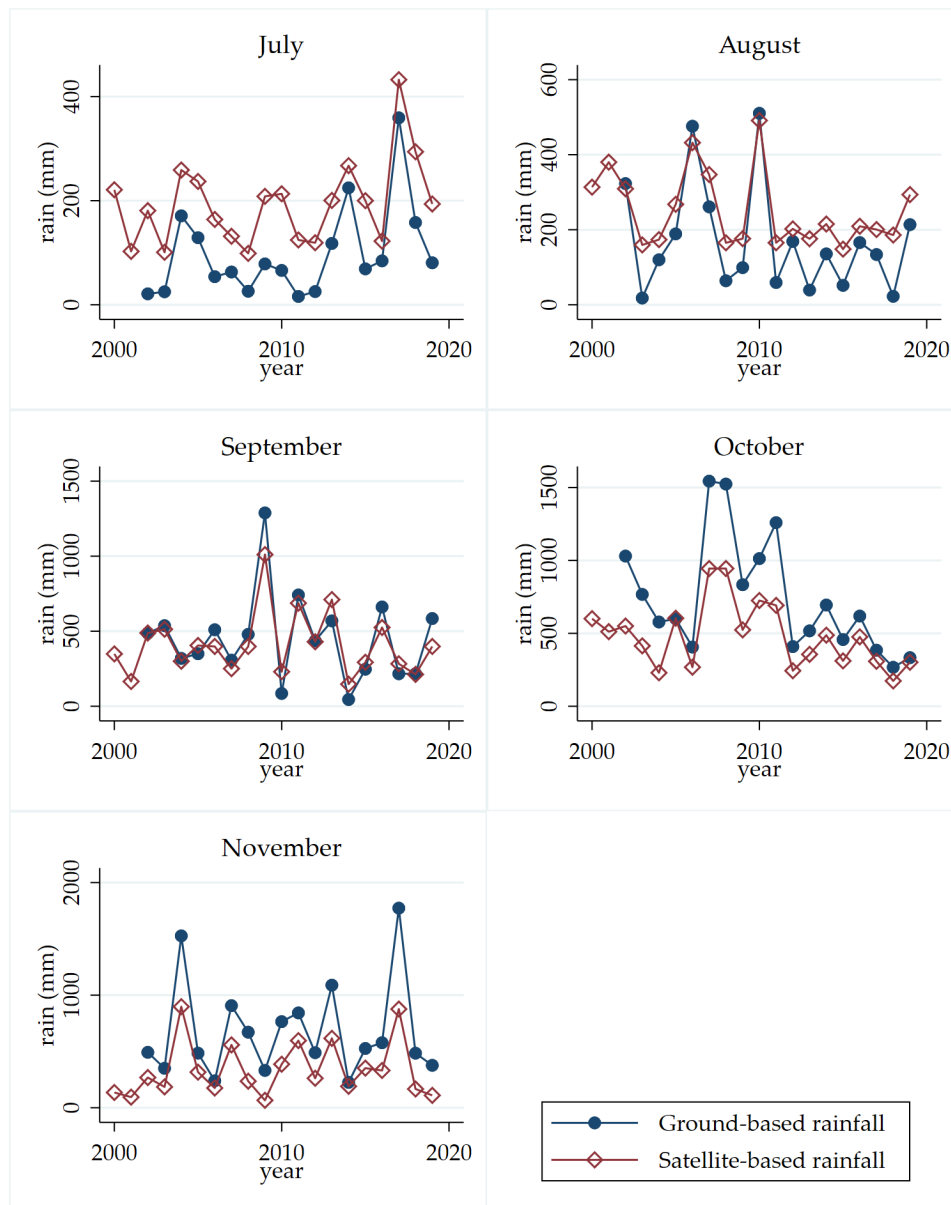 July
rain (mm)
400
200
0
2000 2010 2020
year
August
rain (mm)
600
400
200
0
2000 2010 2020
year
September
rain (mm)
1500
1000
500
0
2000 2010 2020
year
October
rain (mm)
1500
1000
500
0
2000 2010 2020
year
November
rain (mm)
2000
1000
0
2000 2010 2020
year
Ground-based rainfall
Satellite-based rainfall